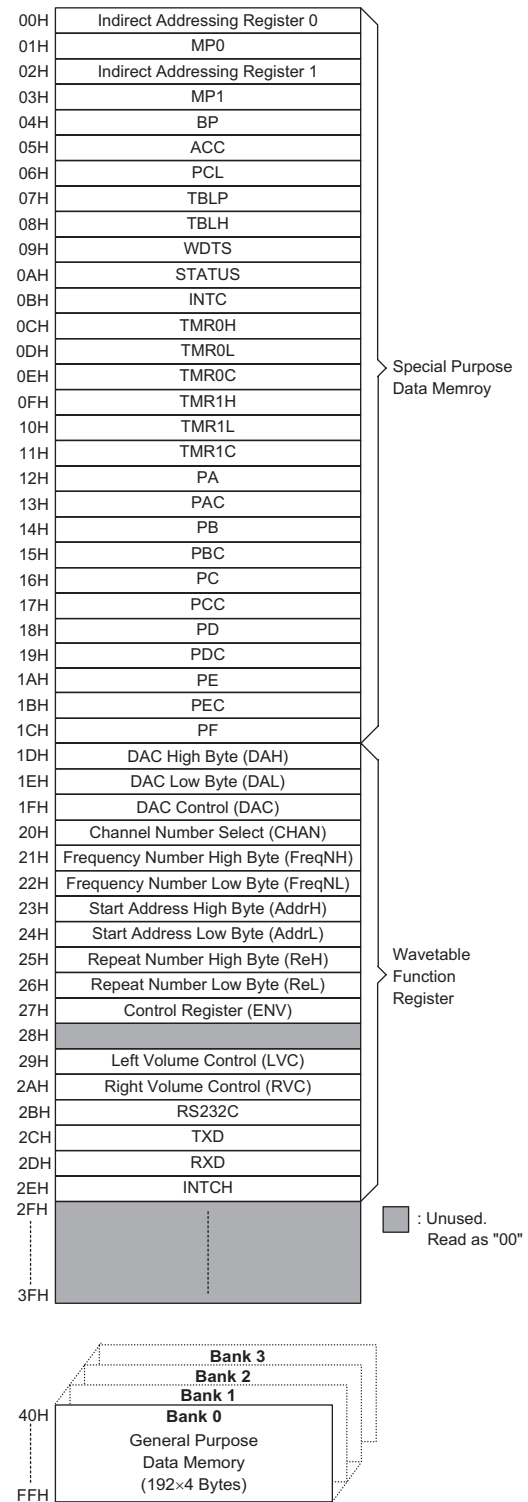 00H Indirect Addressing Register 0
01H MP0
02H Indirect Addressing Register 1
03H MP1
04H BP
05H ACC
06H PCL
07H TBLP
08H TBLH
09H WDTS
0AH STATUS
0BH INTC
0CH TMR0H
0DH TMR0L
0EH TMR0C
Special Purpose
Data Memroy
0FH TMR1H
10H TMR1L
11H TMR1C
12H PA
13H PAC
14H PB
15H PBC
16H PC
17H PCC
18H PD
19H PDC
1AH PE
1BH PEC
1CH PF
1DH DAC High Byte (DAH)
1EH DAC Low Byte (DAL)
1FH DAC Control (DAC)
20H Channel Number Select (CHAN)
21H Frequency Number High Byte (FreqNH)
22H Frequency Number Low Byte (FreqNL)
23H Start Address High Byte (AddrH)
24H Start Address Low Byte (AddrL)
25H Repeat Number High Byte (ReH)
26H Repeat Number Low Byte (ReL)
Wavetable
Function
Register
27H Control Register (ENV)
28H
29H Left Volume Control (LVC)
2AH Right Volume Control (RVC)
2BH RS232C
2CH TXD
2DH RXD
2EH INTCH
2FH
: Unused.
Read as "00"
3FH
Bank 3
Bank 2
Bank 1
40H Bank 0
General Purpose
Data Memory
(192×4 Bytes)
FFH